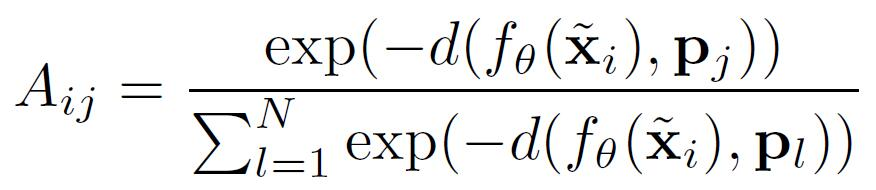 A_{ij} = \frac{\exp(-d(f_\theta(\tilde{\mathbf{x}}_i), \mathbf{p}_j))}{\sum_{l=1}^{N} \exp(-d(f_\theta(\tilde{\mathbf{x}}_i), \mathbf{p}_l))}